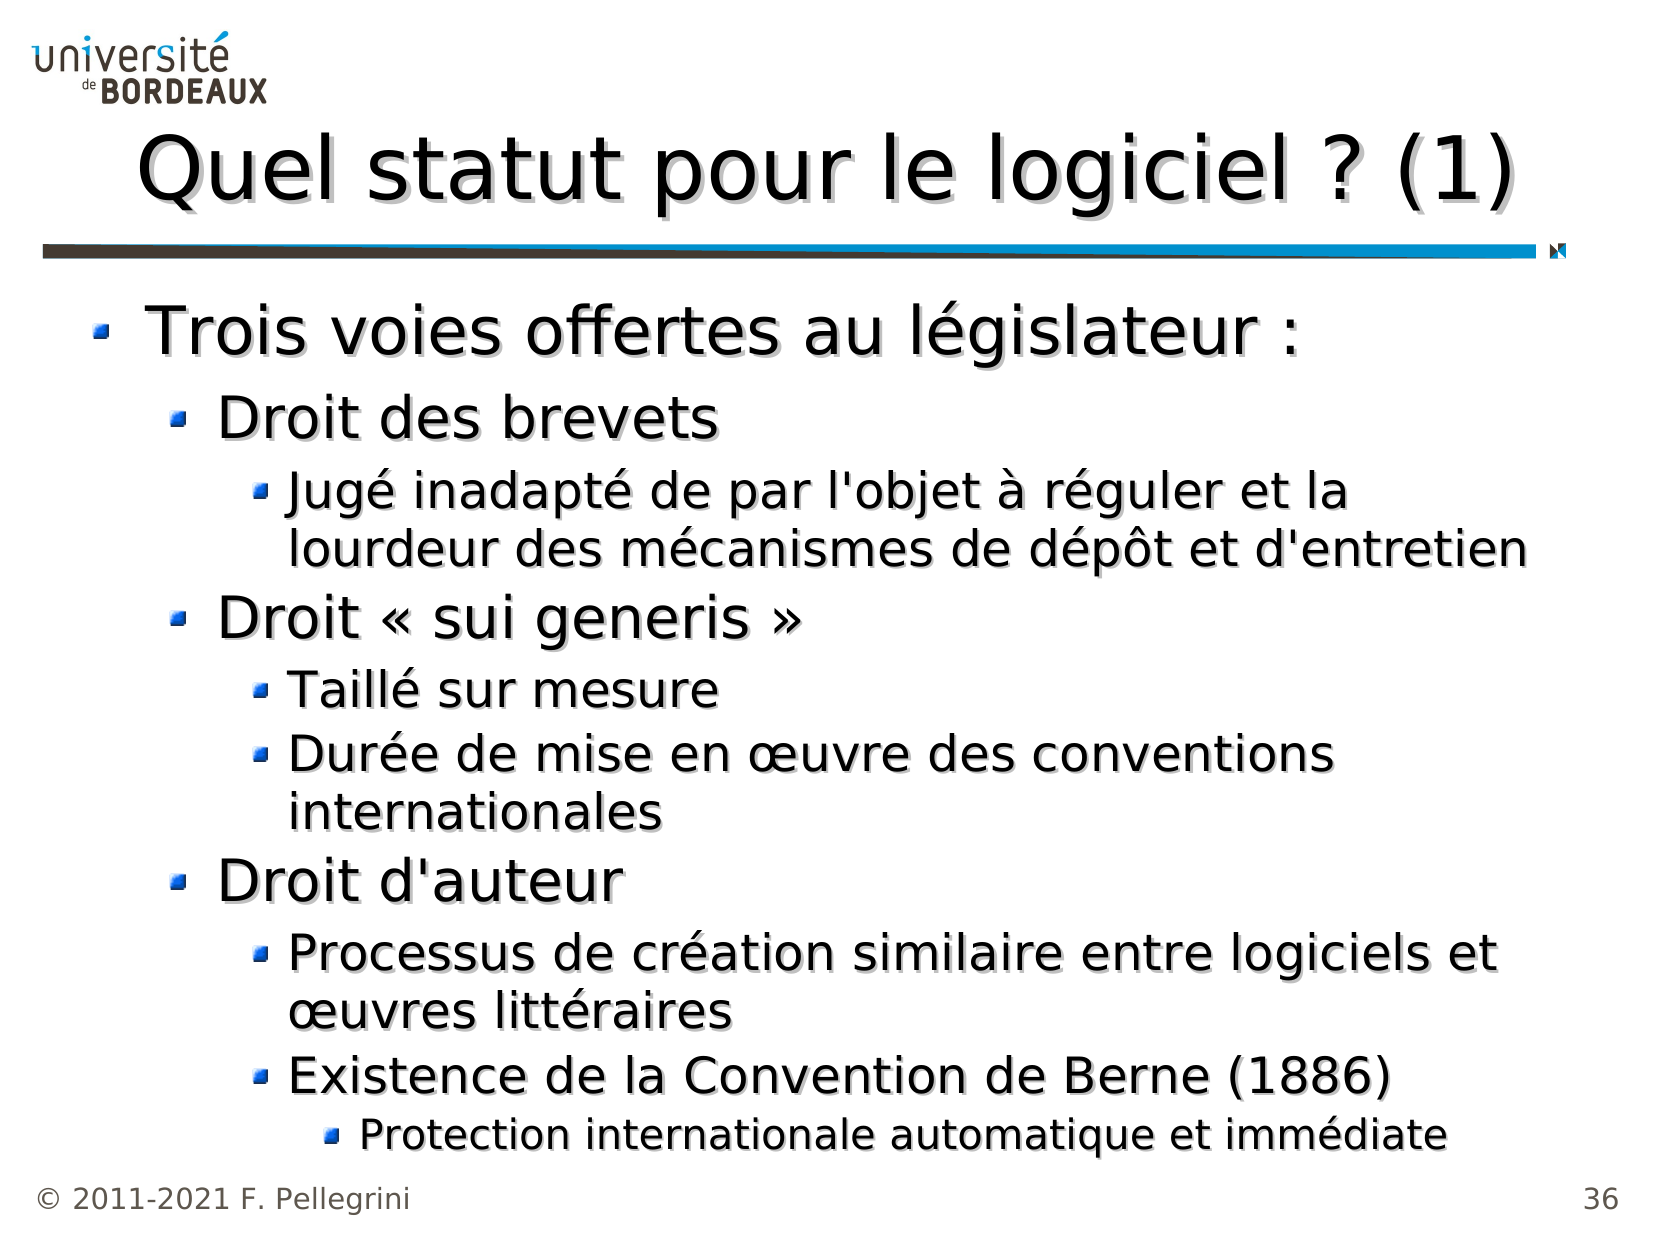 université
de BORDEAUX
Quel statut pour le logiciel ? (1)
Trois voies offertes au législateur :
Droit des brevets
Jugé inadapté de par l'objet à réguler et la
lourdeur des mécanismes de dépôt et d'entretien
Droit « sui generis »
Taillé sur mesure
Durée de mise en œuvre des conventions
internationales
Droit d'auteur
Processus de création similaire entre logiciels et
œuvres littéraires
Existence de la Convention de Berne (1886)
Protection internationale automatique et immédiate
© 2011-2021 F. Pellegrini
36